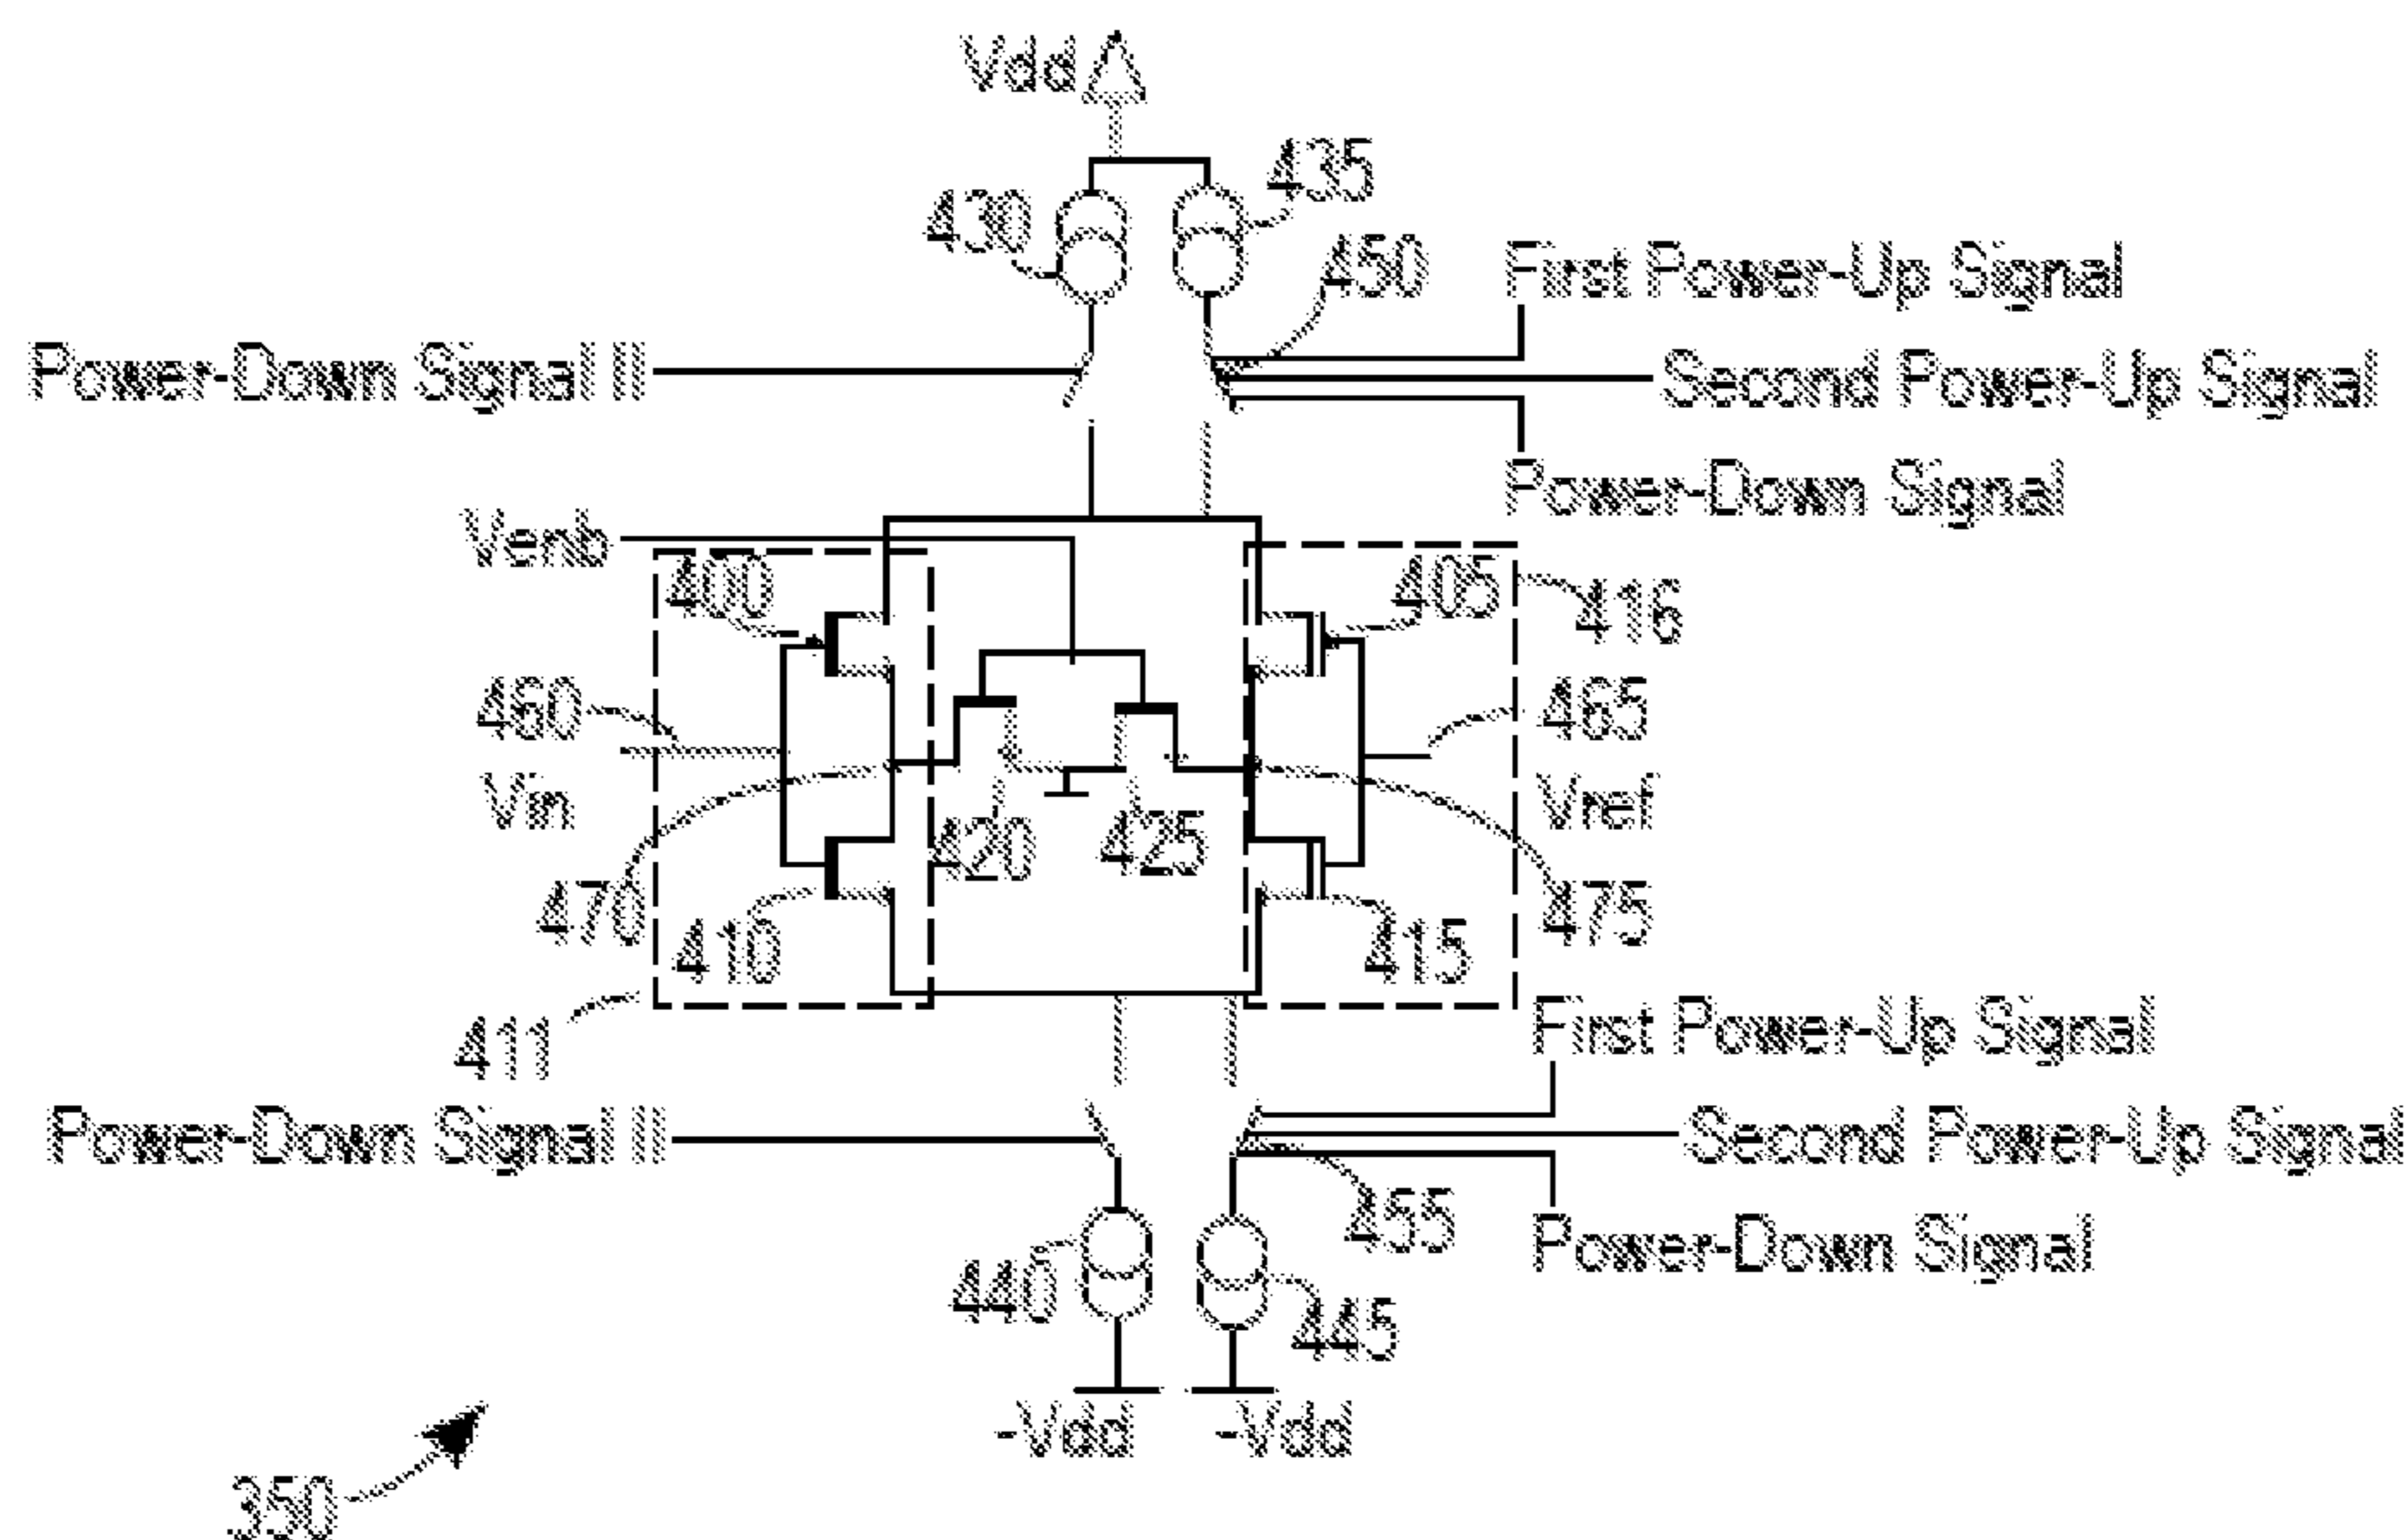 Vdd
435
430
450
First Power-Up Signal
Power-Down Signal II
Second Power-Up Signal
Power-Down Signal
Venb
400
405
416
460
465
Vin
Vref
420
425
470
475
410
415
411
First Power-Up Signal
Power-Down Signal II
Second Power-Up Signal
455
Power-Down Signal
440
445
-Vdd
-Vdd
350